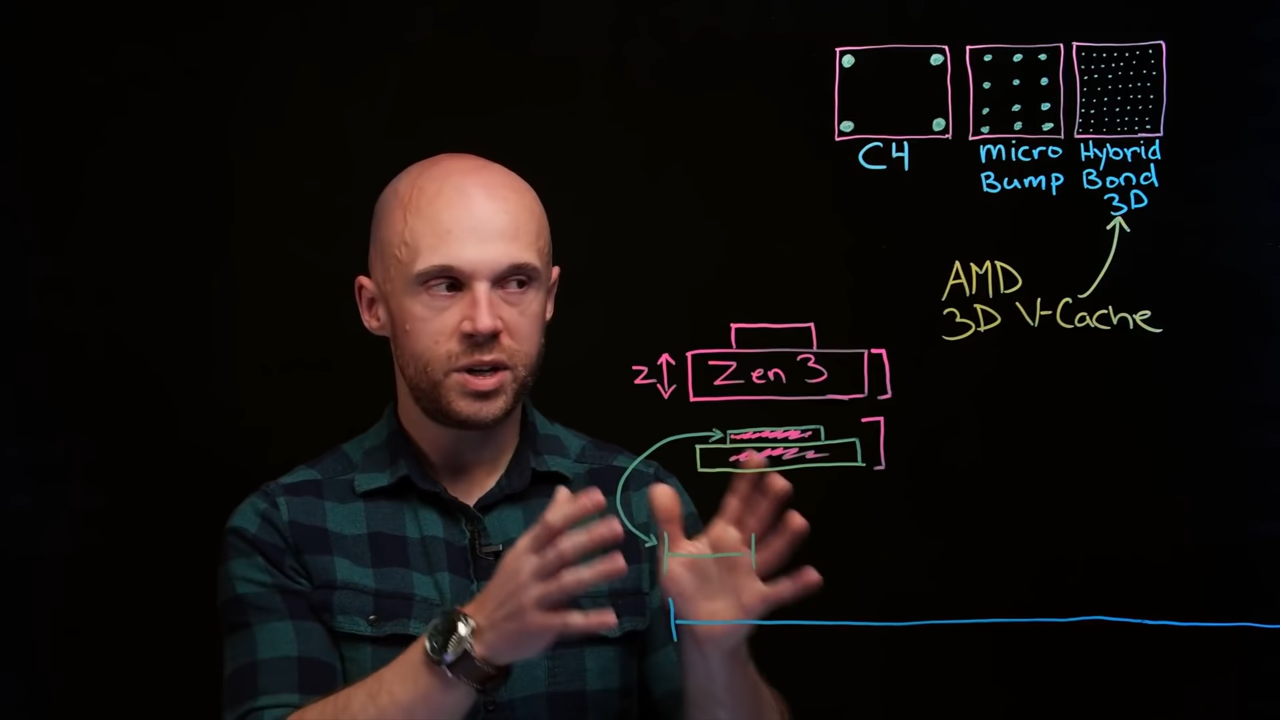 C4
Micro
Bump
Hybrid
Bond
3D
AMD
3D V-Cache
Z
Zen 3